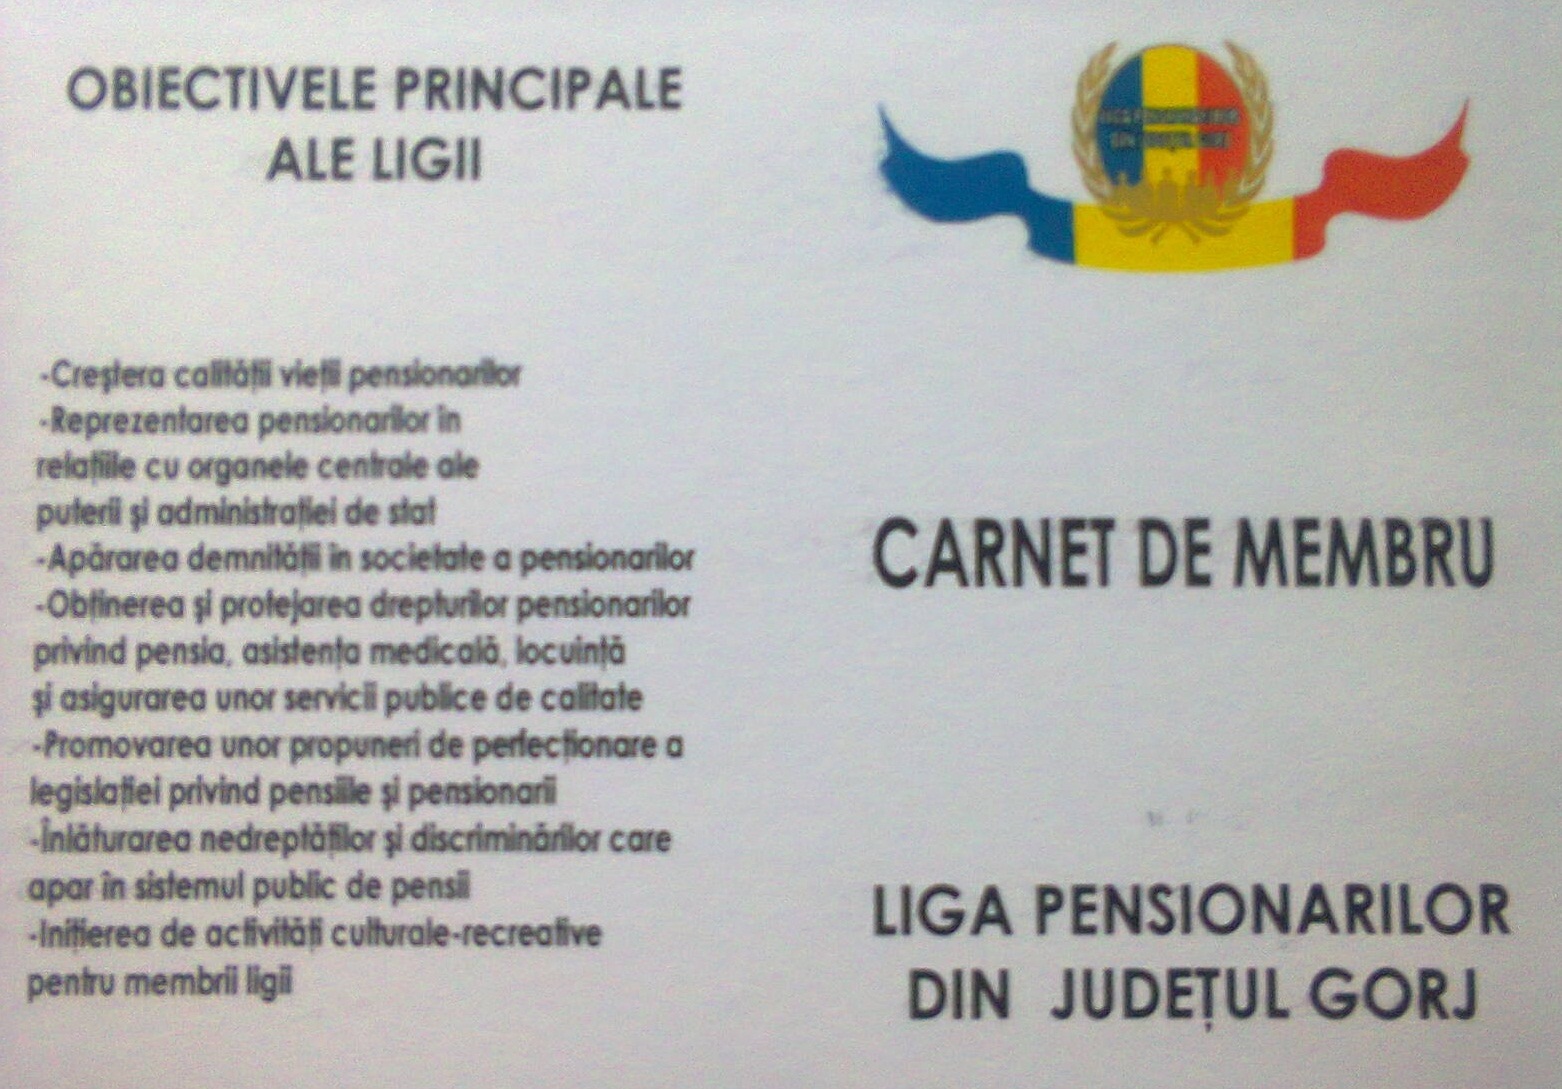 OBIECTIVELE PRINCIPALE
ALE LIGII
-Creştera calităţii vieţii pensionarilor
-Reprezentarea pensionarilor în
relaţiile cu organele centrale ale
puterii şi administraţiei de stat
-Apărarea demnităţii în societate a pensionarilor
-Obţinerea şi protejarea drepturilor pensionarilor
privind pensia, asistenţa medicală, locuinţă
şi asigurarea unor servicii publice de calitate
-Promovarea unor propuneri de perfecţionare a
legislaţiei privind pensiile şi pensionarii
-Înlăturarea nedreptăţilor şi discriminărilor care
apar în sistemul public de pensii
-Iniţierea de activităţi culturale-recreative
pentru membrii ligii
CARNET DE MEMBRU
LIGA PENSIONARILOR
DIN JUDEŢUL GORJ